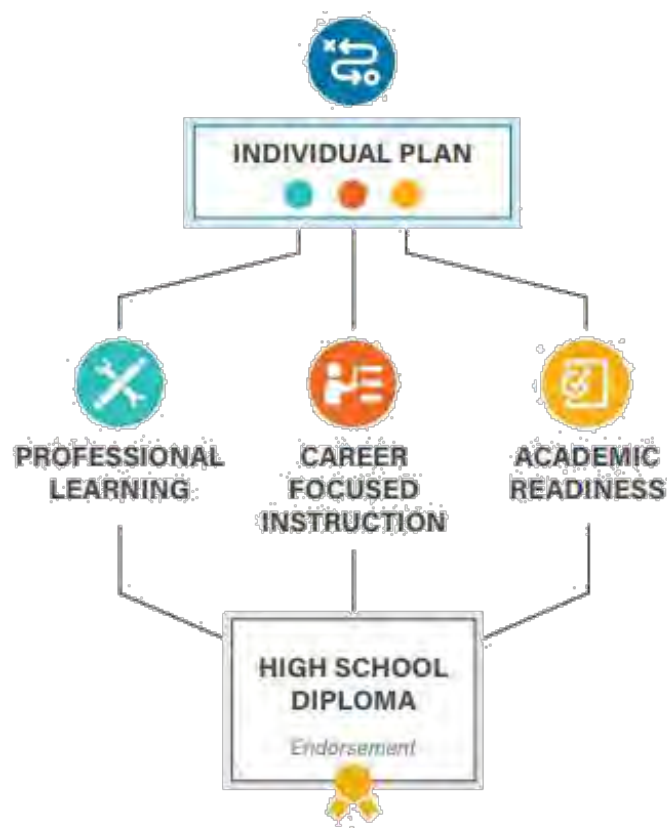 INDIVIDUAL PLAN
PROFESSIONAL
LEARNING
CAREER
FOCUSED
INSTRUCTION
ACADEMIC
READINESS
HIGH SCHOOL
DIPLOMA
Endorsement